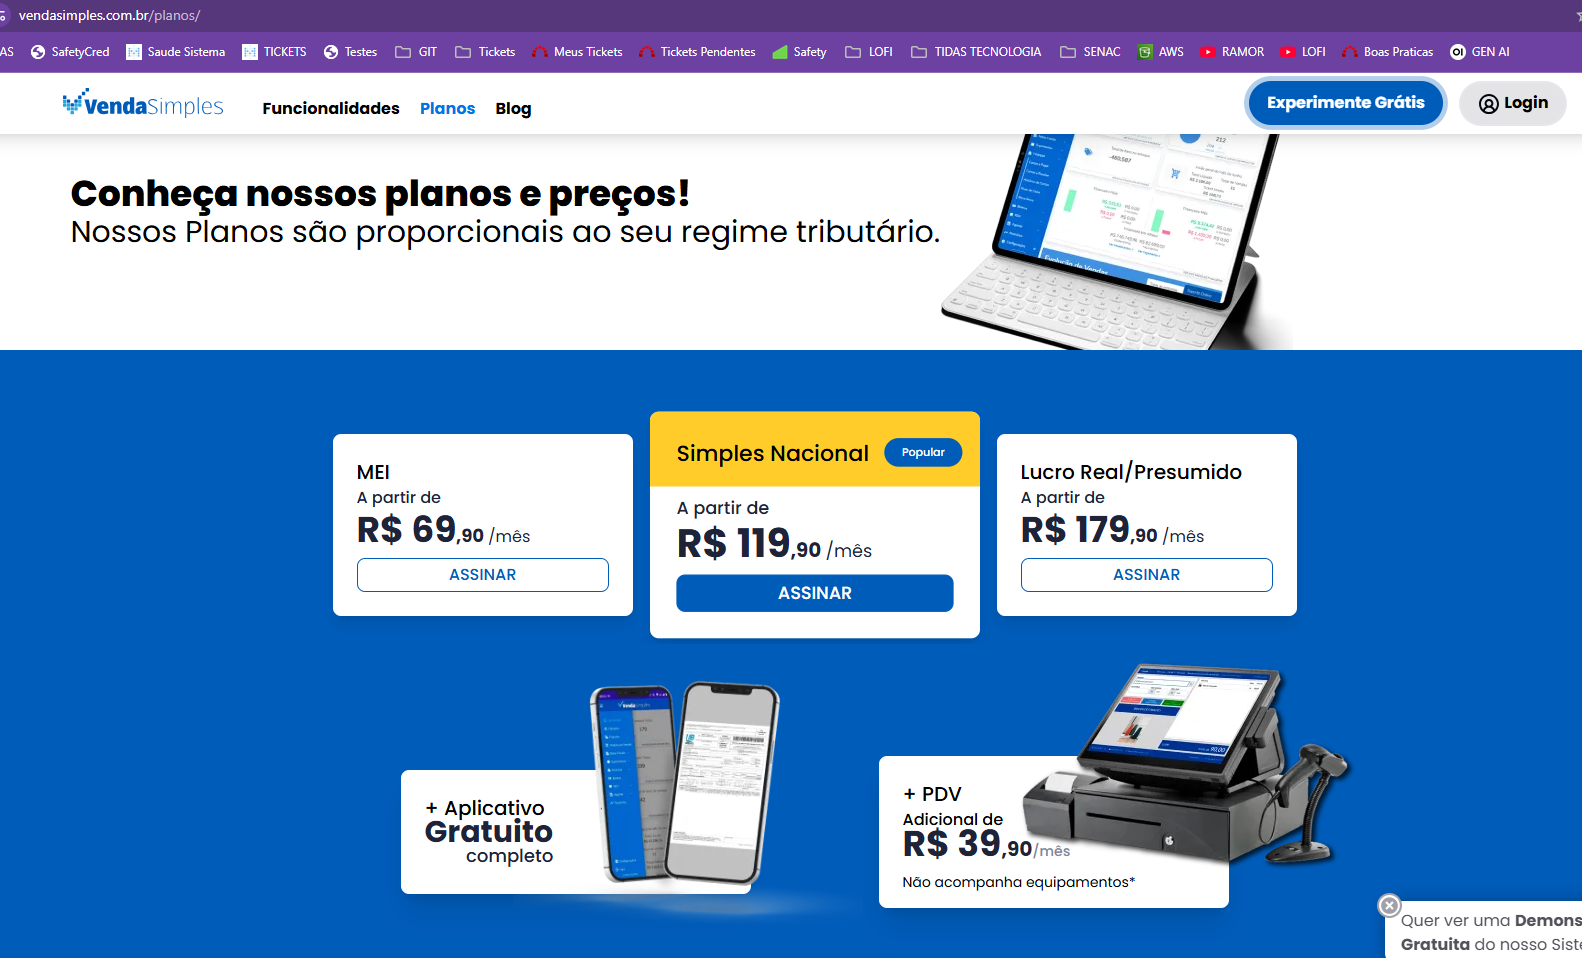 vendasimples.com.br/planos/
AS SafetyCred Saude Sistema TICKETS Testes GIT Tickets Meus Tickets Tickets Pendentes Safety LOFI TIDAS TECNOLOGIA SENAC AWS RAMOR LOFI Boas Praticas GEN AI
VendaSimples Funcionalidades Planos Blog Experimente Grátis Login
Conheça nossos planos e preços!
Nossos Planos são proporcionais ao seu regime tributário.
MEI
A partir de
R$ 69,90 /mês
ASSINAR
Simples Nacional Popular
A partir de
R$ 119,90 /mês
ASSINAR
Lucro Real/Presumido
A partir de
R$ 179,90 /mês
ASSINAR
+ Aplicativo
Gratuito
completo
+ PDV
Adicional de
R$ 39,90/mês
Não acompanha equipamentos*
Quer ver uma Demons
Gratuita do nosso Siste